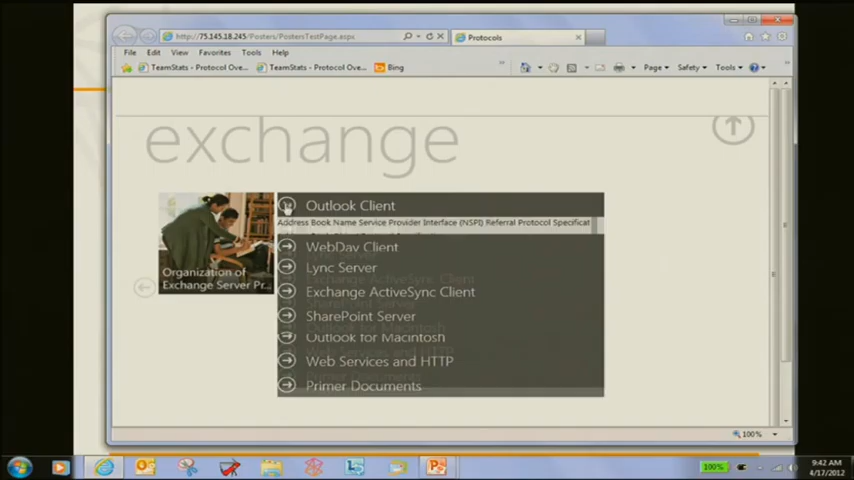 http://75.145.18.245/Posters/PostersTestPage.aspx
Protocols
File Edit View Favorites Tools Help
TeamStats - Protocol Ove... TeamStats - Protocol Ove... Bing
Page Safety Tools
exchange
Outlook Client
Address Book Name Service Provider Interface (NSPI) Referral Protocol Specificat
WebDav Client
Lync Server
Exchange ActiveSync Client
SharePoint Server
Outlook for Macintosh
Web Services and HTTP
Primer Documents
Organization of
Exchange Server Pr...
100%
100%
9:42 AM
4/17/2012